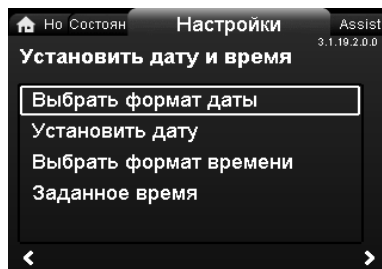 Но Состоян Настройки Assist
3.1.19.2.0.0
Установить дату и время
Выбрать формат даты
Установить дату
Выбрать формат времени
Заданное время